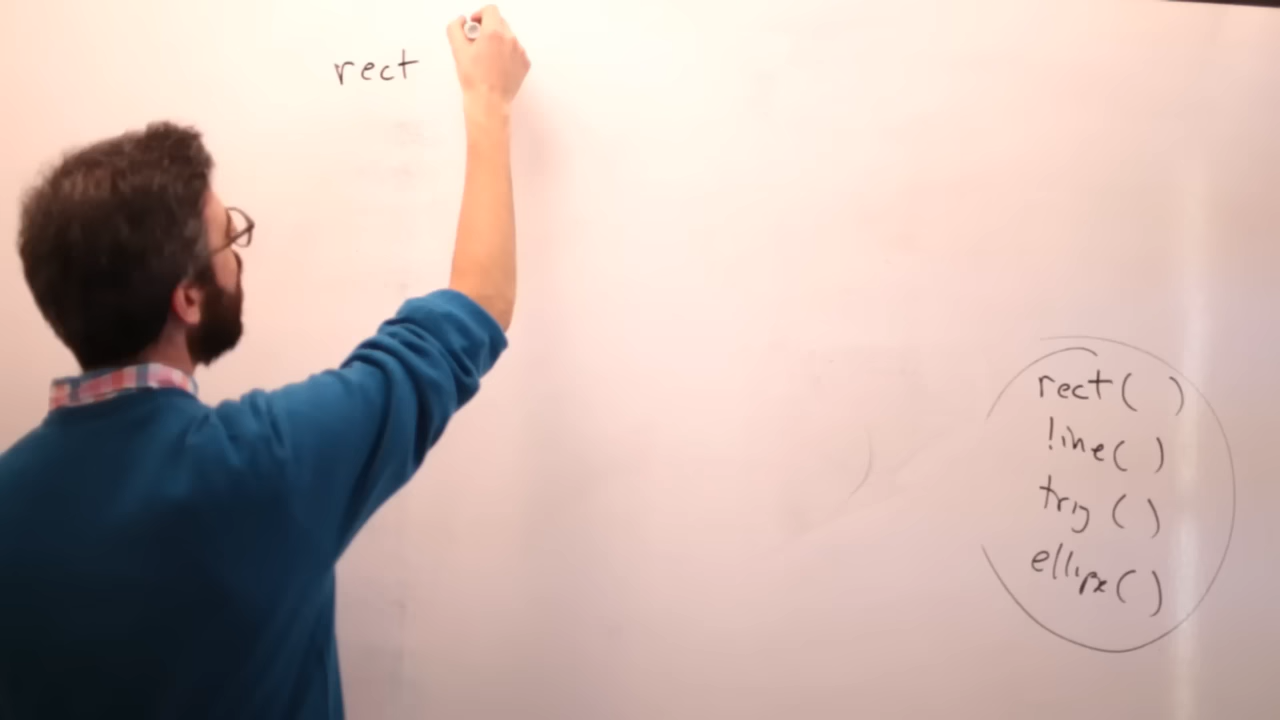 rect
rect( )
line( )
trig ( )
ellipse( )